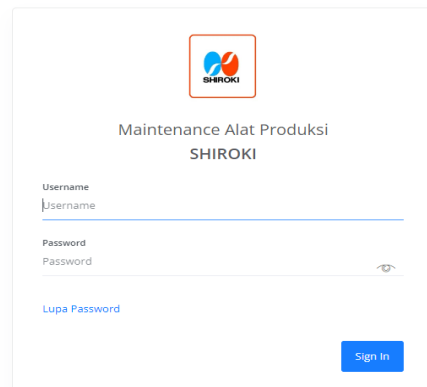 SHIROKI
Maintenance Alat Produksi
SHIROKI
Username
Username
Password
Password
Lupa Password
Sign In